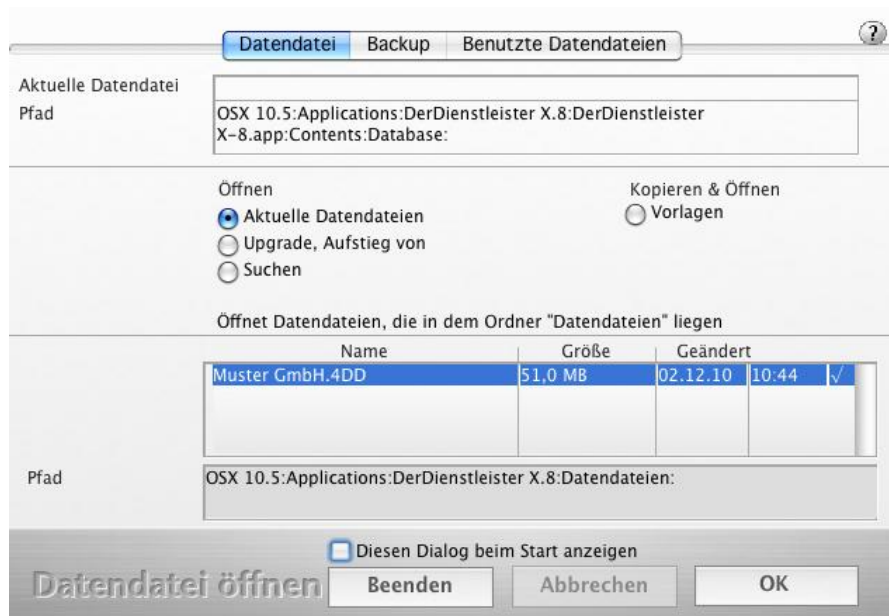 Datendatei Backup Benutzte Datendateien ?
Aktuelle Datendatei
Pfad OSX 10.5:Applications:DerDienstleister X.8:DerDienstleister
X-8.app:Contents:Database:
Öffnen Kopieren & Öffnen
Aktuelle Datendateien Vorlagen
Upgrade, Aufstieg von
Suchen
Öffnet Datendateien, die in dem Ordner "Datendateien" liegen
Name Größe Geändert
Muster GmbH.4DD 51,0 MB 02.12.10 10:44 √
Pfad OSX 10.5:Applications:DerDienstleister X.8:Datendateien:
Diesen Dialog beim Start anzeigen
Datendatei öffnen Beenden Abbrechen OK